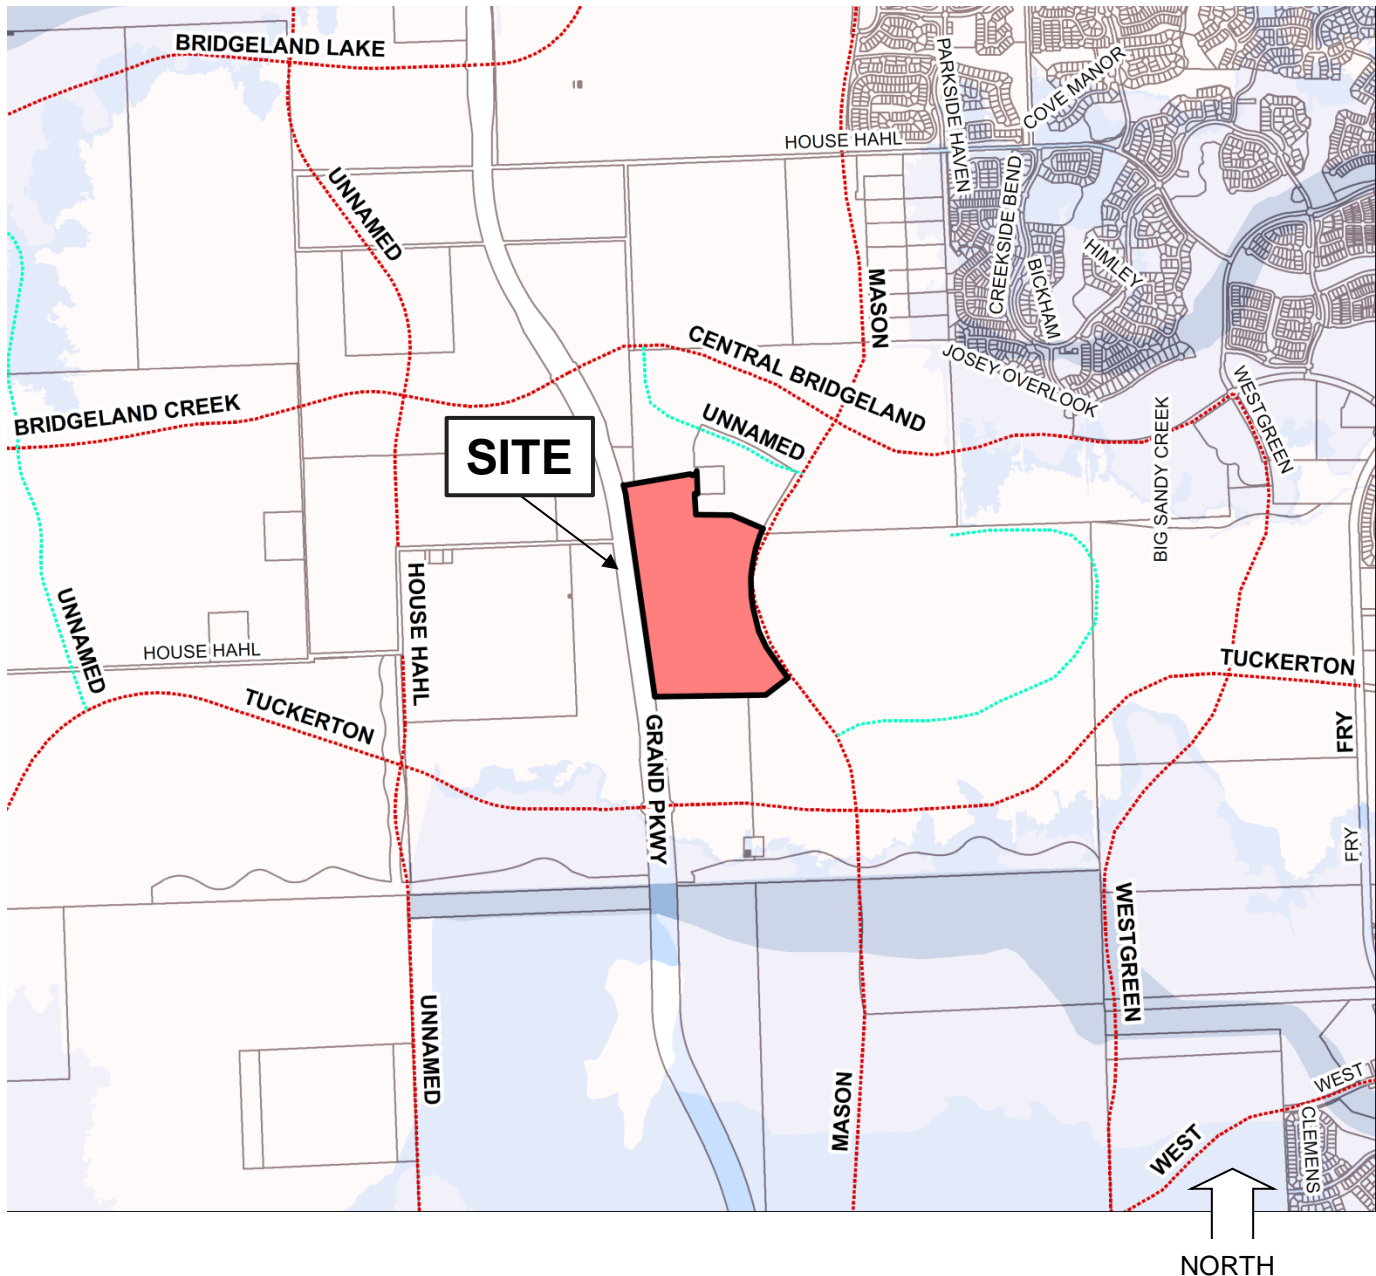 BRIDGELAND LAKE
PARKSIDE HAVEN
COVE MANOR
HOUSE HAHL
UNNAMED
CREEKSIDE BEND
BICKHAM
HIMLEY
MASON
CENTRAL BRIDGELAND
JOSEY OVERLOOK
WESTGREEN
BRIDGELAND CREEK
UNNAMED
BIG SANDY CREEK
SITE
UNNAMED
HOUSE HAHL
HOUSE HAHL
TUCKERTON
TUCKERTON
GRAND PKWY
FRY
FRY
WESTGREEN
UNNAMED
MASON
WEST
WEST
CLEMENS
NORTH